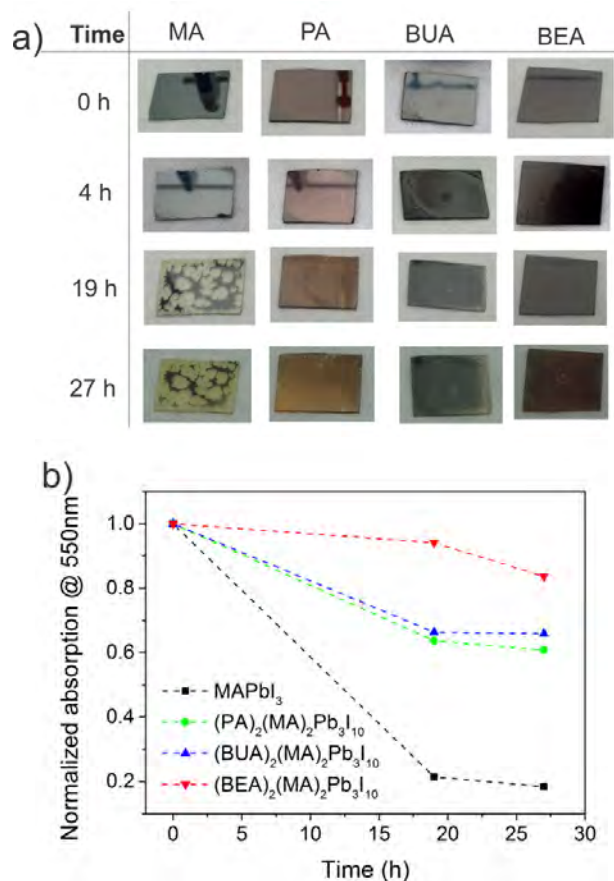 a) Time MA PA BUA BEA
0 h
4 h
19 h
27 h
b)
Normalized absorption @ 550nm
1.0
0.8
0.6
0.4
0.2
MAPbI₃
(PA)₂(MA)₂Pb₃I₁₀
(BUA)₂(MA)₂Pb₃I₁₀
(BEA)₂(MA)₂Pb₃I₁₀
0 5 10 15 20 25 30
Time (h)